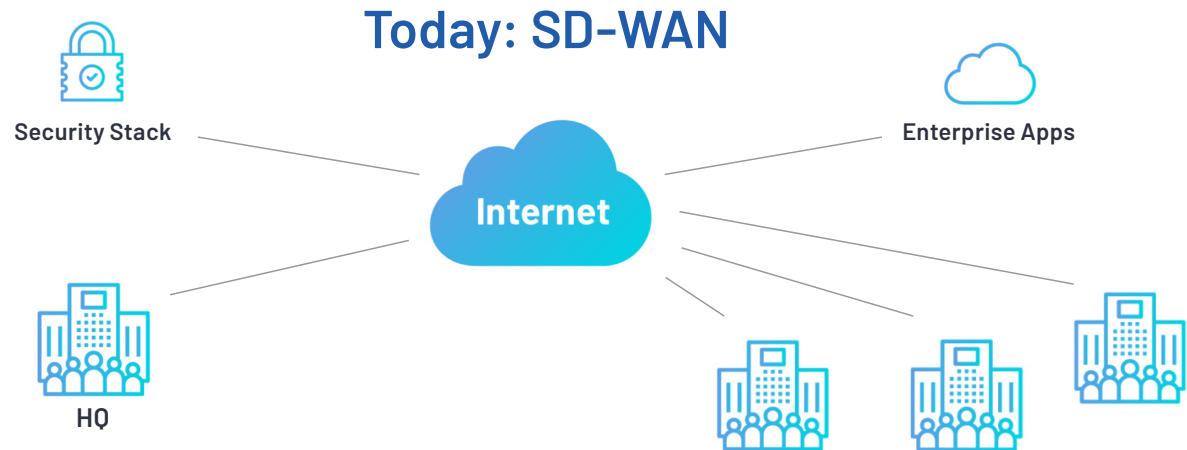 Today: SD-WAN
Security Stack
Enterprise Apps
Internet
HQ